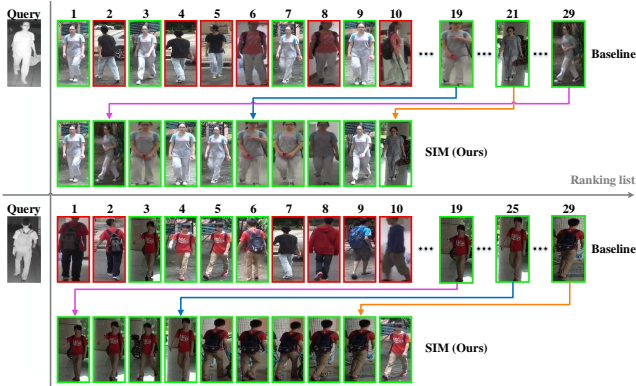 Query 1 2 3 4 5 6 7 8 9 10 19 21 29
... ... ... Baseline
SIM (Ours)
Ranking list
Query 1 2 3 4 5 6 7 8 9 10 19 25 29
... ... ... Baseline
SIM (Ours)